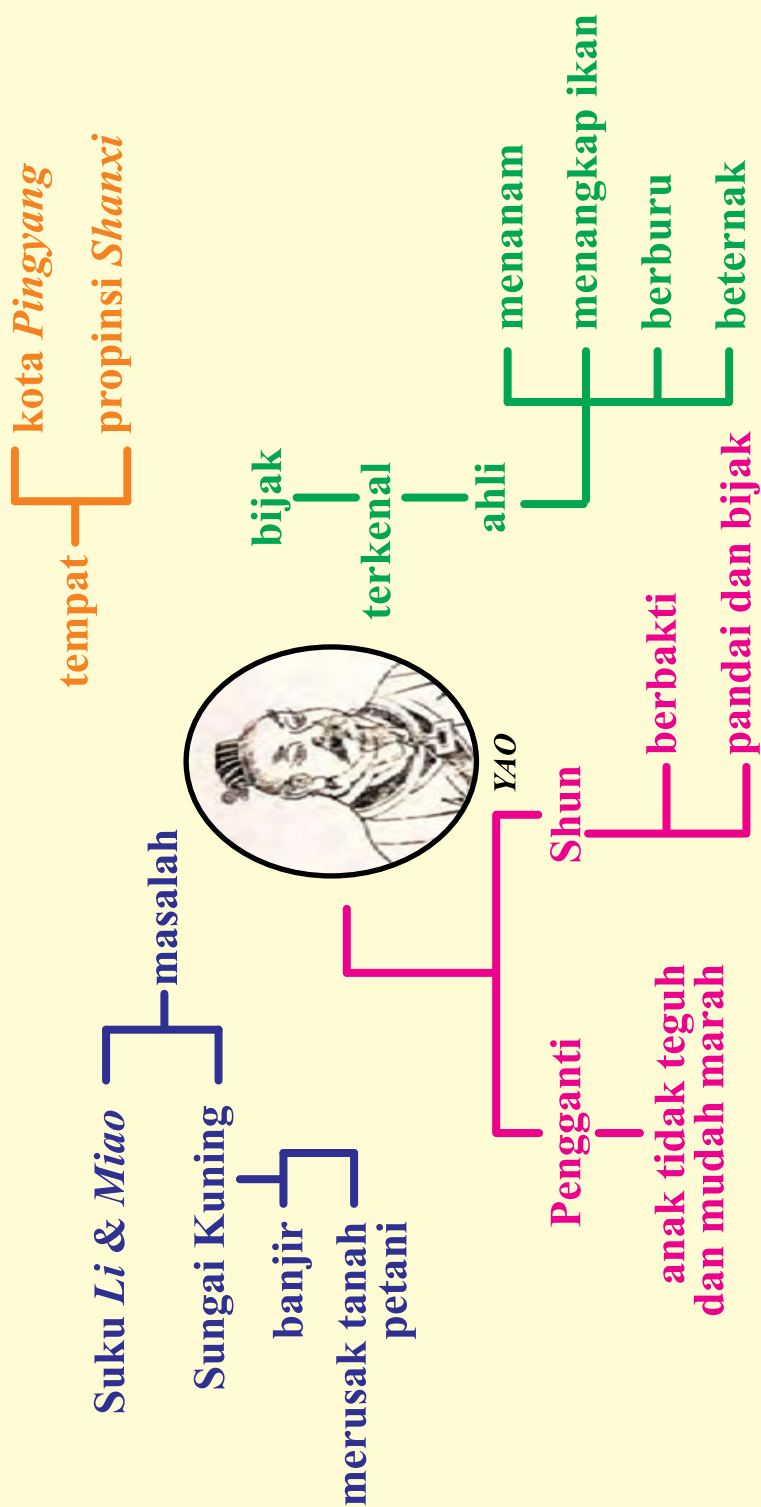 Suku Li & Miao
Sungai Kuning
banjir
merusak tanah
petani
masalah
tempat
kota Pingyang
propinsi Shanxi
bijak
terkenal
ahli
menanam
menangkap ikan
berburu
beternak
YAO
Pengganti
anak tidak teguh
dan mudah marah
Shun
berbakti
pandai dan bijak